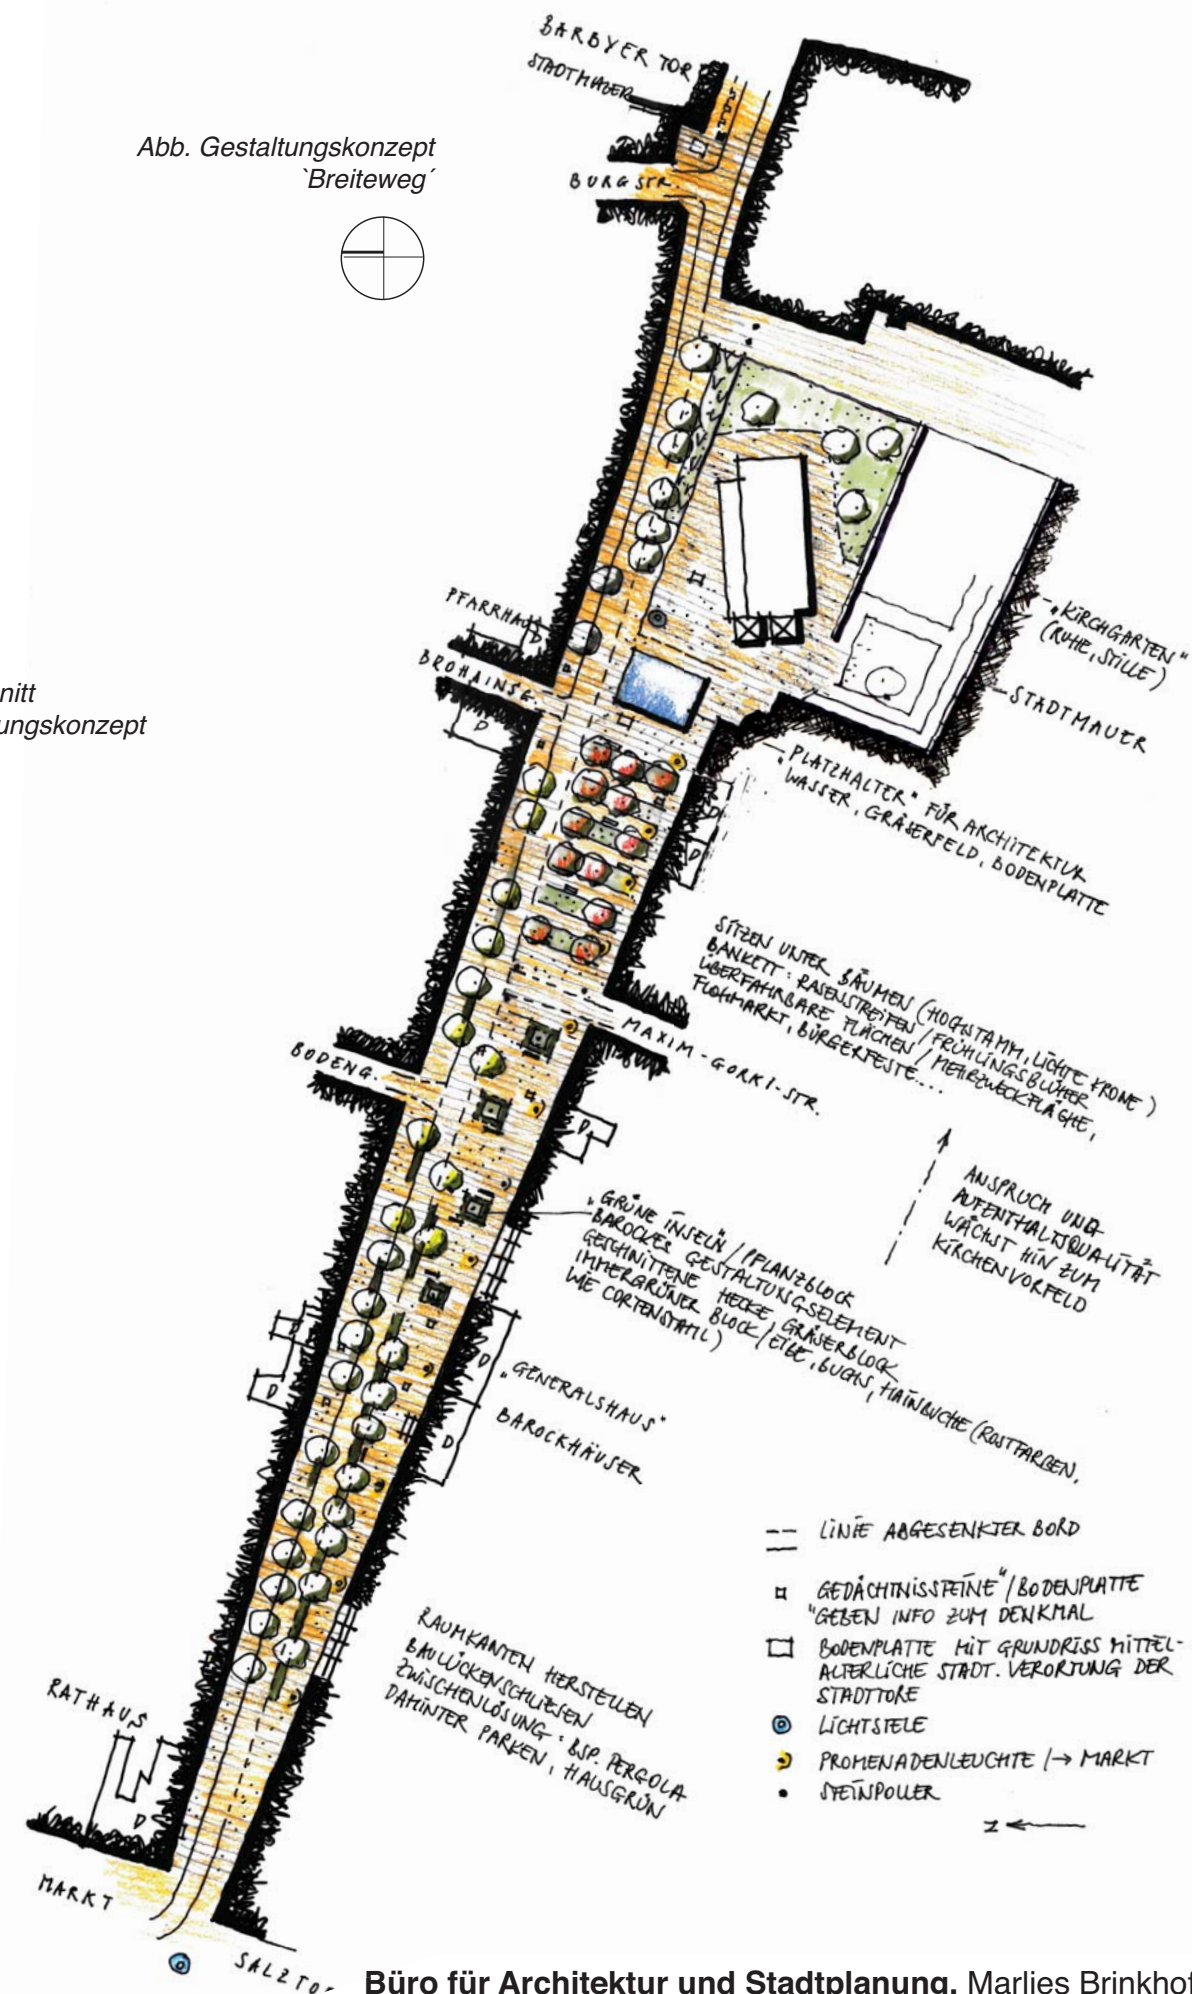 BARBYER TOR
STADTMAUER
Abb. Gestaltungskonzept
`Breiteweg´
BURGSTR.
PFARRHAUS
D
BROHAINSG.
D
nitt
ungskonzept
„KIRCHGARTEN“
(RUHE, STILLE)
STADTMAUER
„PLATZHALTER“ FÜR ARCHITEKTUR
WASSER, GRÄSERFELD, BODENPLATTE
D
D
SITZEN UNTER BÄUMEN (HOCHSTAMM, LICHTE KRONE)
BANKETT: RASENSTREIFEN / FRÜHLINGSBLÜHER
ÜBERFAHRBARE FLÄCHEN / MEHRZWECKFLÄCHE,
FLOHMARKT, BÜRGERFESTE....
MAXIM-GORKI-STR.
BODENG.
D
ANSPRUCH UND
AUFENTHALTSQUALITÄT
WÄCHST HIN ZUM
KIRCHENVORFELD
„GRÜNE INSELN“ / PFLANZBLOCK
BAROCKES GESTALTUNGSELEMENT
GESCHNITTENE HECKE, GRÄSERBLOCK
IMMERGRÜNER BLOCK / EIBE, BUCHS, HAINBUCHE (ROSTFARBEN,
WIE CORTENSTAHL)
D
D
D
„GENERALSHAUS“
D
BAROCKHÄUSER
LINIE ABGESENKTER BORD
GEDÄCHTNISSTEINE“ / BODENPLATTE
"GEBEN INFO ZUM DENKMAL
BODENPLATTE MIT GRUNDRISS MITTEL-
ALTERLICHE STADT. VERORTUNG DER
STADTTORE
LICHTSTELE
PROMENADENLEUCHTE / → MARKT
STEINPOLLER
N
RAUMKANTEN HERSTELLEN
BAULÜCKENSCHLIESEN
ZWISCHENLÖSUNG: BSP. PERGOLA
DAHINTER PARKEN, HAUSGRÜN
RATHAUS
D
MARKT
SALZTO
Büro für Architektur und Stadtplanung. Marlies Brinkhof